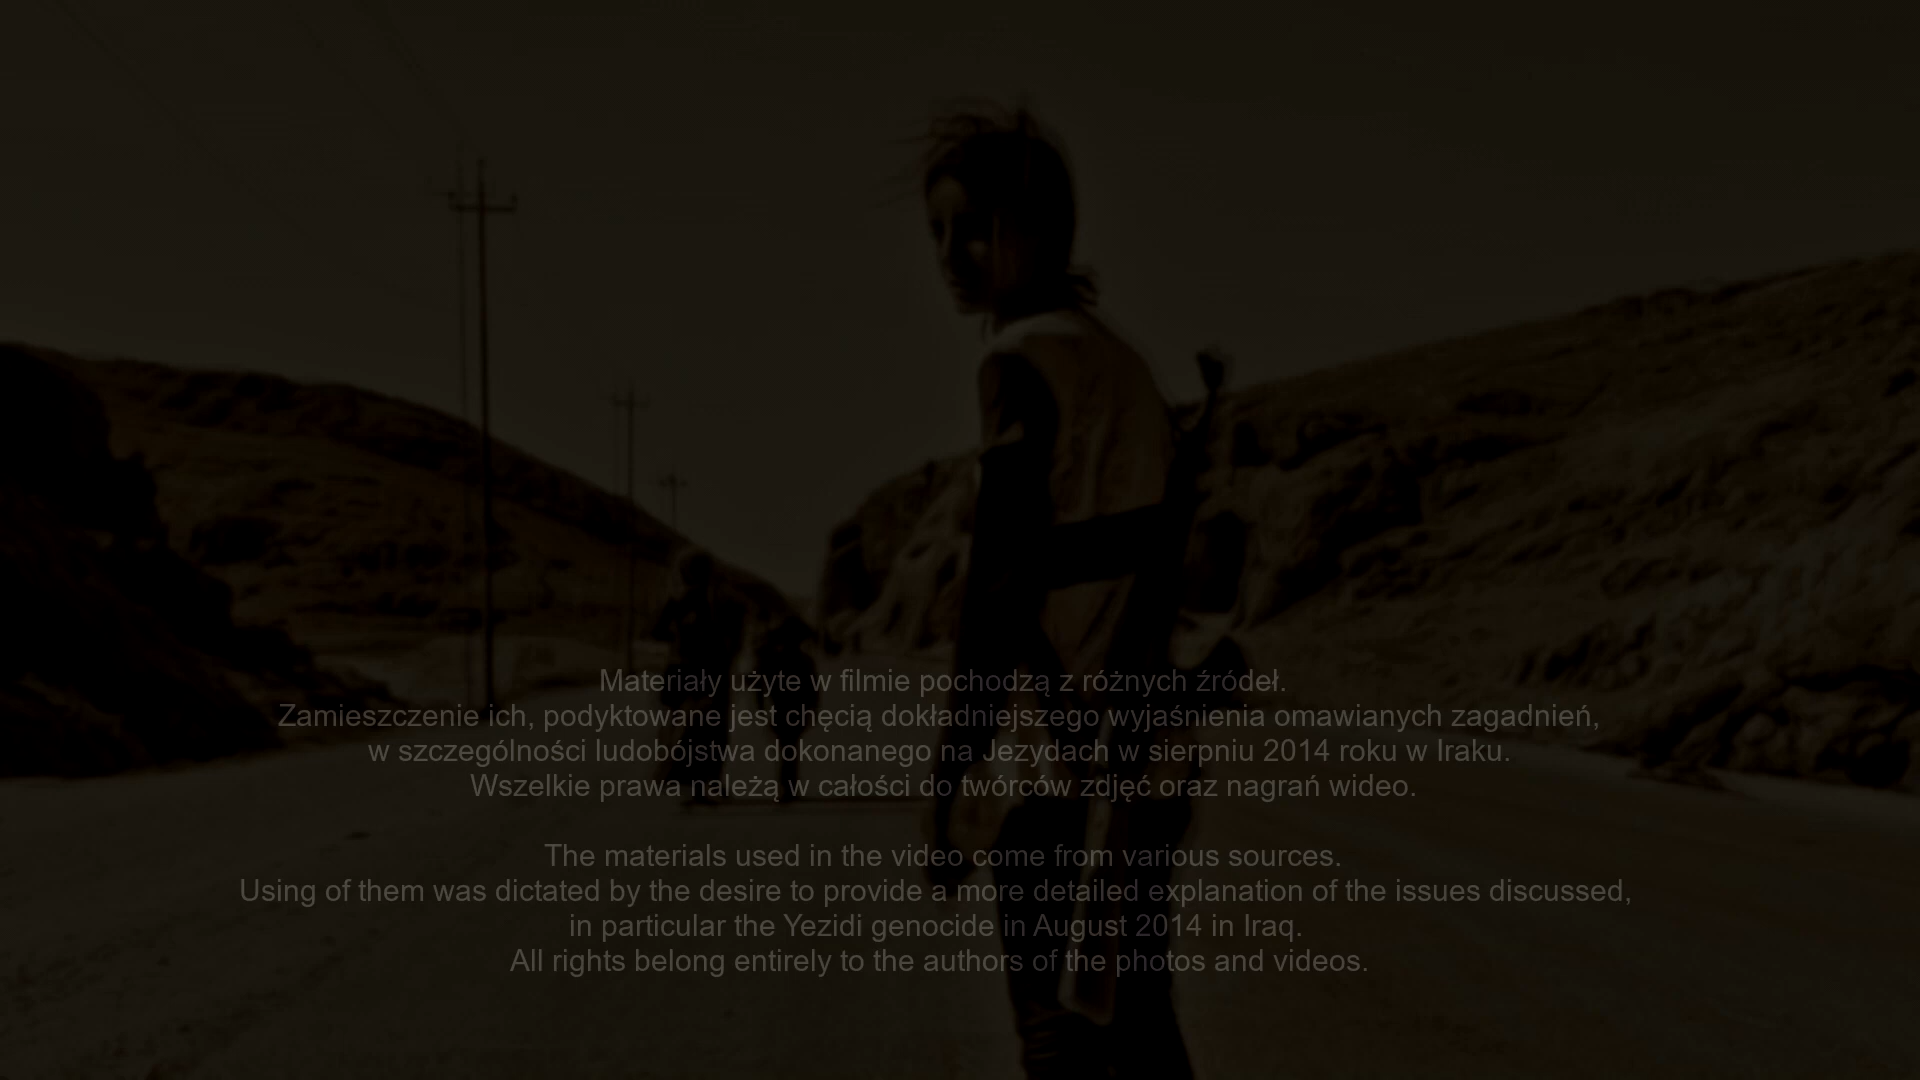 Materiały użyte w filmie pochodzą z różnych źródeł.
Zamieszczenie ich, podyktowane jest chęcią dokładniejszego wyjaśnienia omawianych zagadnień,
w szczególności ludobójstwa dokonanego na Jezydach w sierpniu 2014 roku w Iraku.
Wszelkie prawa należą w całości do twórców zdjęć oraz nagrań wideo.
The materials used in the video come from various sources.
Using of them was dictated by the desire to provide a more detailed explanation of the issues discussed,
in particular the Yezidi genocide in August 2014 in Iraq.
All rights belong entirely to the authors of the photos and videos.